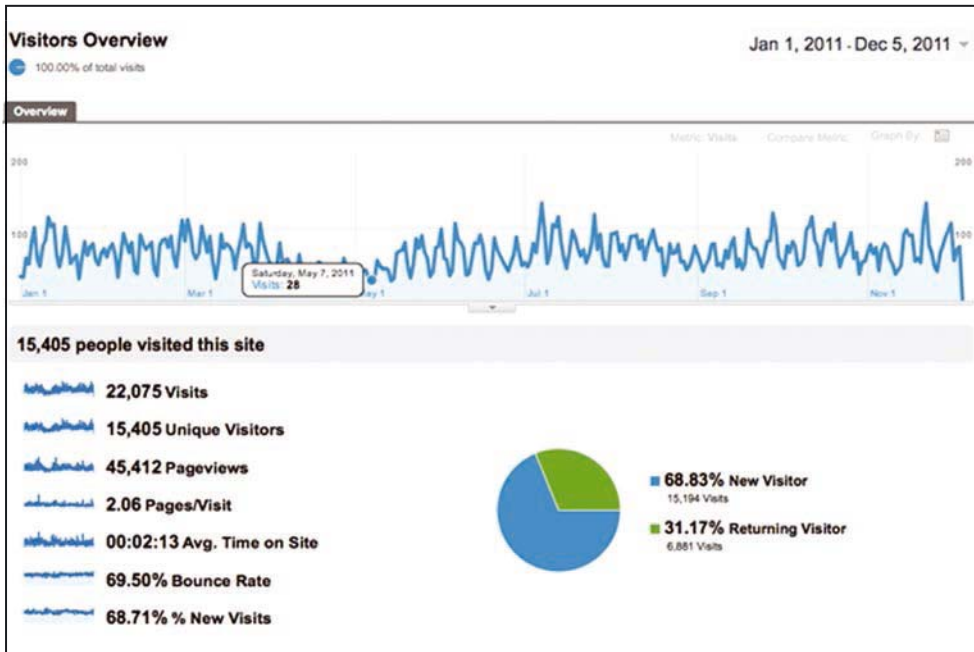 Visitors Overview
Jan 1, 2011 - Dec 5, 2011
100.00% of total visits
Overview
Metric: Visits Compare Metric Graph By:
200 200
100 100
Saturday, May 7, 2011
Visits: 28
Jan 1 Mar 1 May 1 Jul 1 Sep 1 Nov 1
15,405 people visited this site
22,075 Visits
15,405 Unique Visitors
45,412 Pageviews
2.06 Pages/Visit
00:02:13 Avg. Time on Site
69.50% Bounce Rate
68.71% % New Visits
68.83% New Visitor
15,194 Visits
31.17% Returning Visitor
6,881 Visits